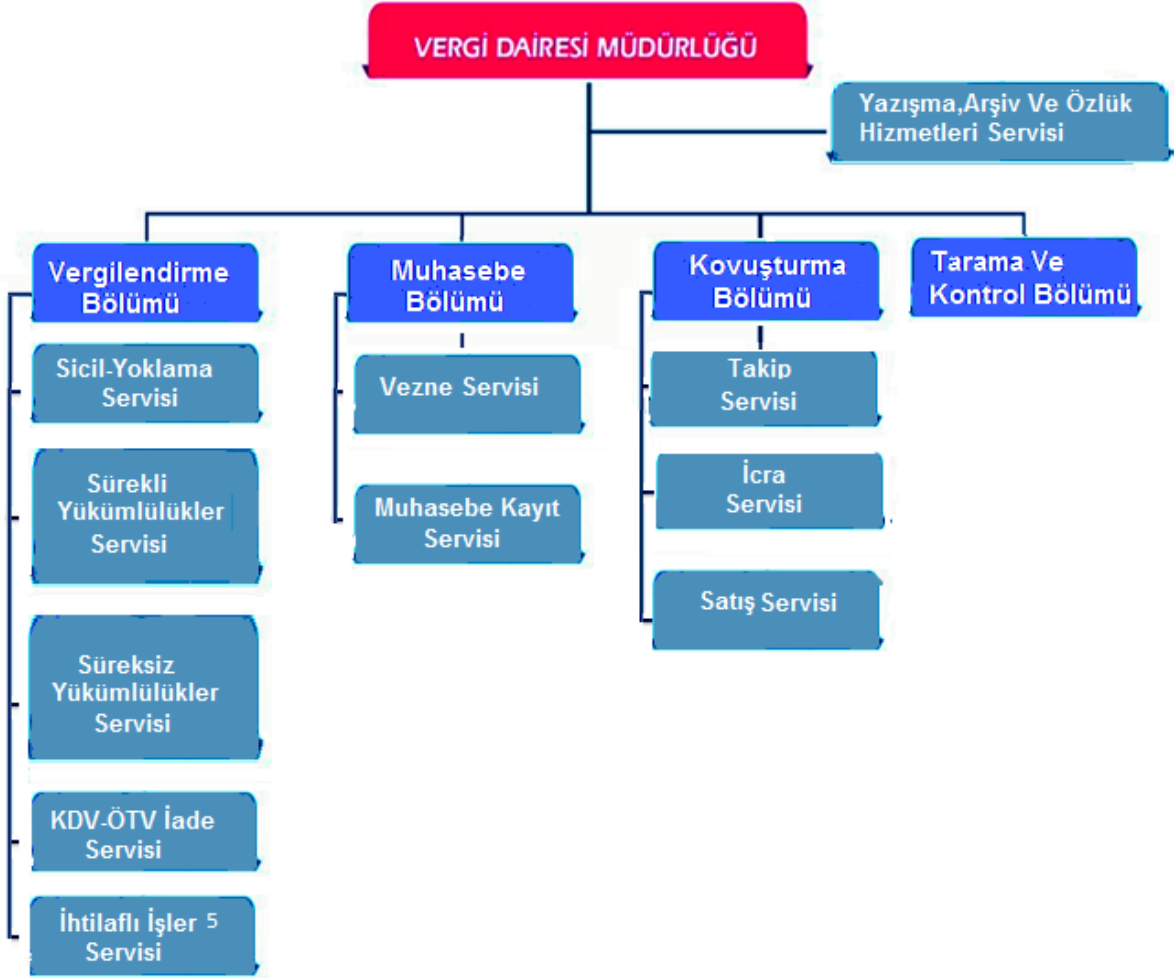 VERGİ DAİRESİ MÜDÜRLÜĞÜ
Yazışma,Arşiv Ve Özlük
Hizmetleri Servisi
Vergilendirme
Bölümü
Sicil-Yoklama
Servisi
Sürekli
Yükümlülükler
Servisi
Süreksiz
Yükümlülükler
Servisi
KDV-ÖTV İade
Servisi
İhtilaflı İşler 5
Servisi
Muhasebe
Bölümü
Vezne Servisi
Muhasebe Kayıt
Servisi
Kovuşturma
Bölümü
Takip
Servisi
İcra
Servisi
Satış Servisi
Tarama Ve
Kontrol Bölümü